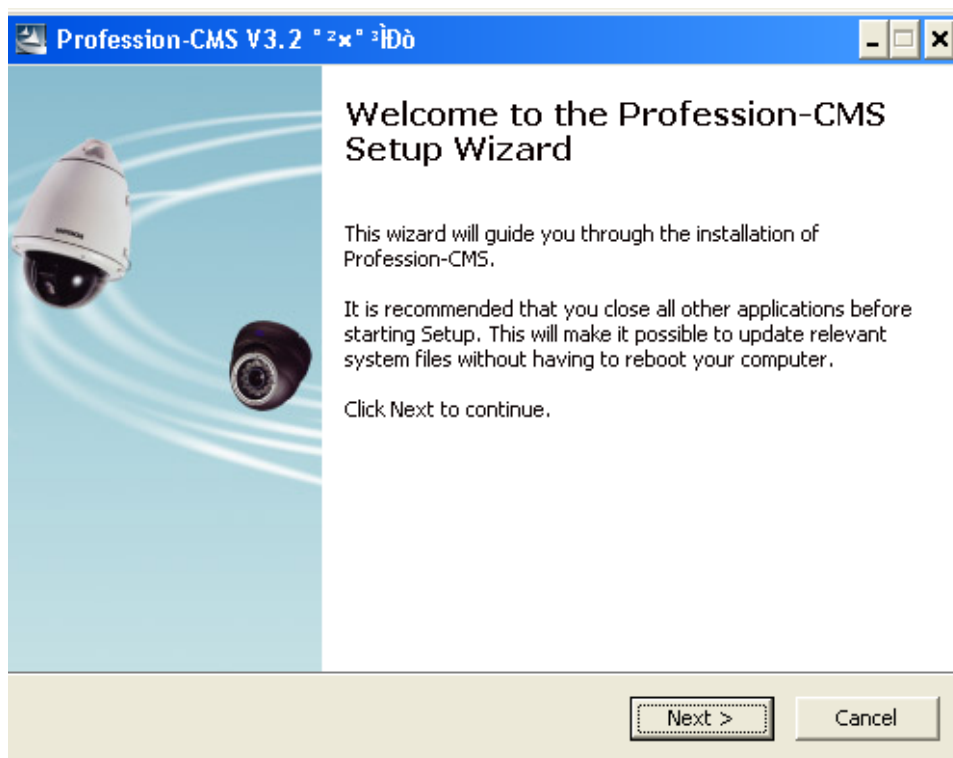 Profession-CMS V3.2 °²×°³ÌÐò
Welcome to the Profession-CMS
Setup Wizard
This wizard will guide you through the installation of
Profession-CMS.
It is recommended that you close all other applications before
starting Setup. This will make it possible to update relevant
system files without having to reboot your computer.
Click Next to continue.
Next >
Cancel